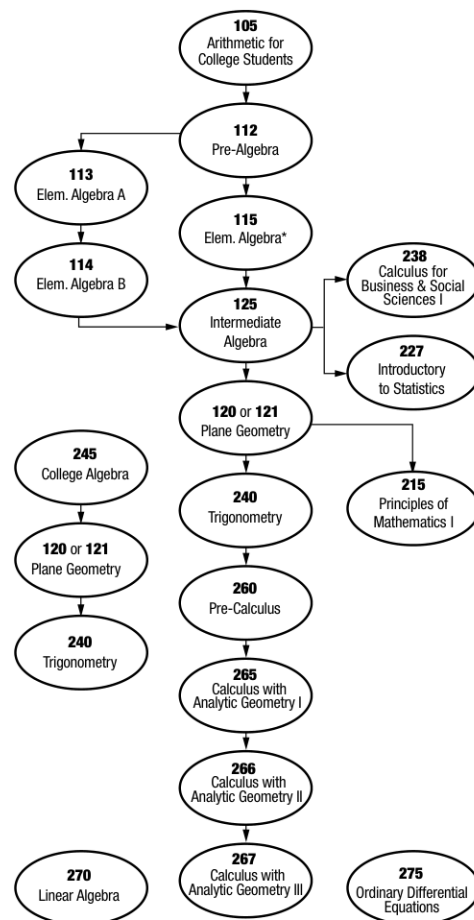 105
Arithmetic for
College Students
112
Pre-Algebra
113
Elem. Algebra A
115
Elem. Algebra*
114
Elem. Algebra B
238
Calculus for
Business & Social
Sciences I
125
Intermediate
Algebra
227
Introductory
to Statistics
120 or 121
Plane Geometry
245
College Algebra
240
Trigonometry
215
Principles of
Mathematics I
120 or 121
Plane Geometry
260
Pre-Calculus
240
Trigonometry
265
Calculus with
Analytic Geometry I
266
Calculus with
Analytic Geometry II
270
Linear Algebra
267
Calculus with
Analytic Geometry III
275
Ordinary Differential
Equations